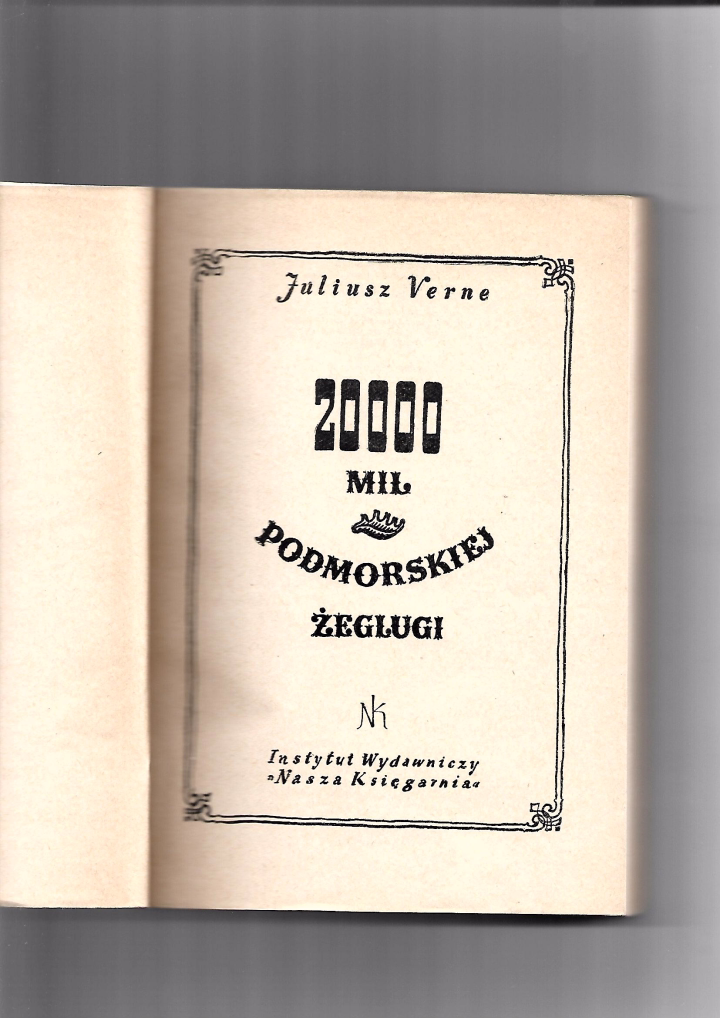 Juliusz Verne
20000
MIL
PODMORSKIEJ
ŻEGLUGI
NK
Instytut Wydawniczy
»Nasza Księgarnia«